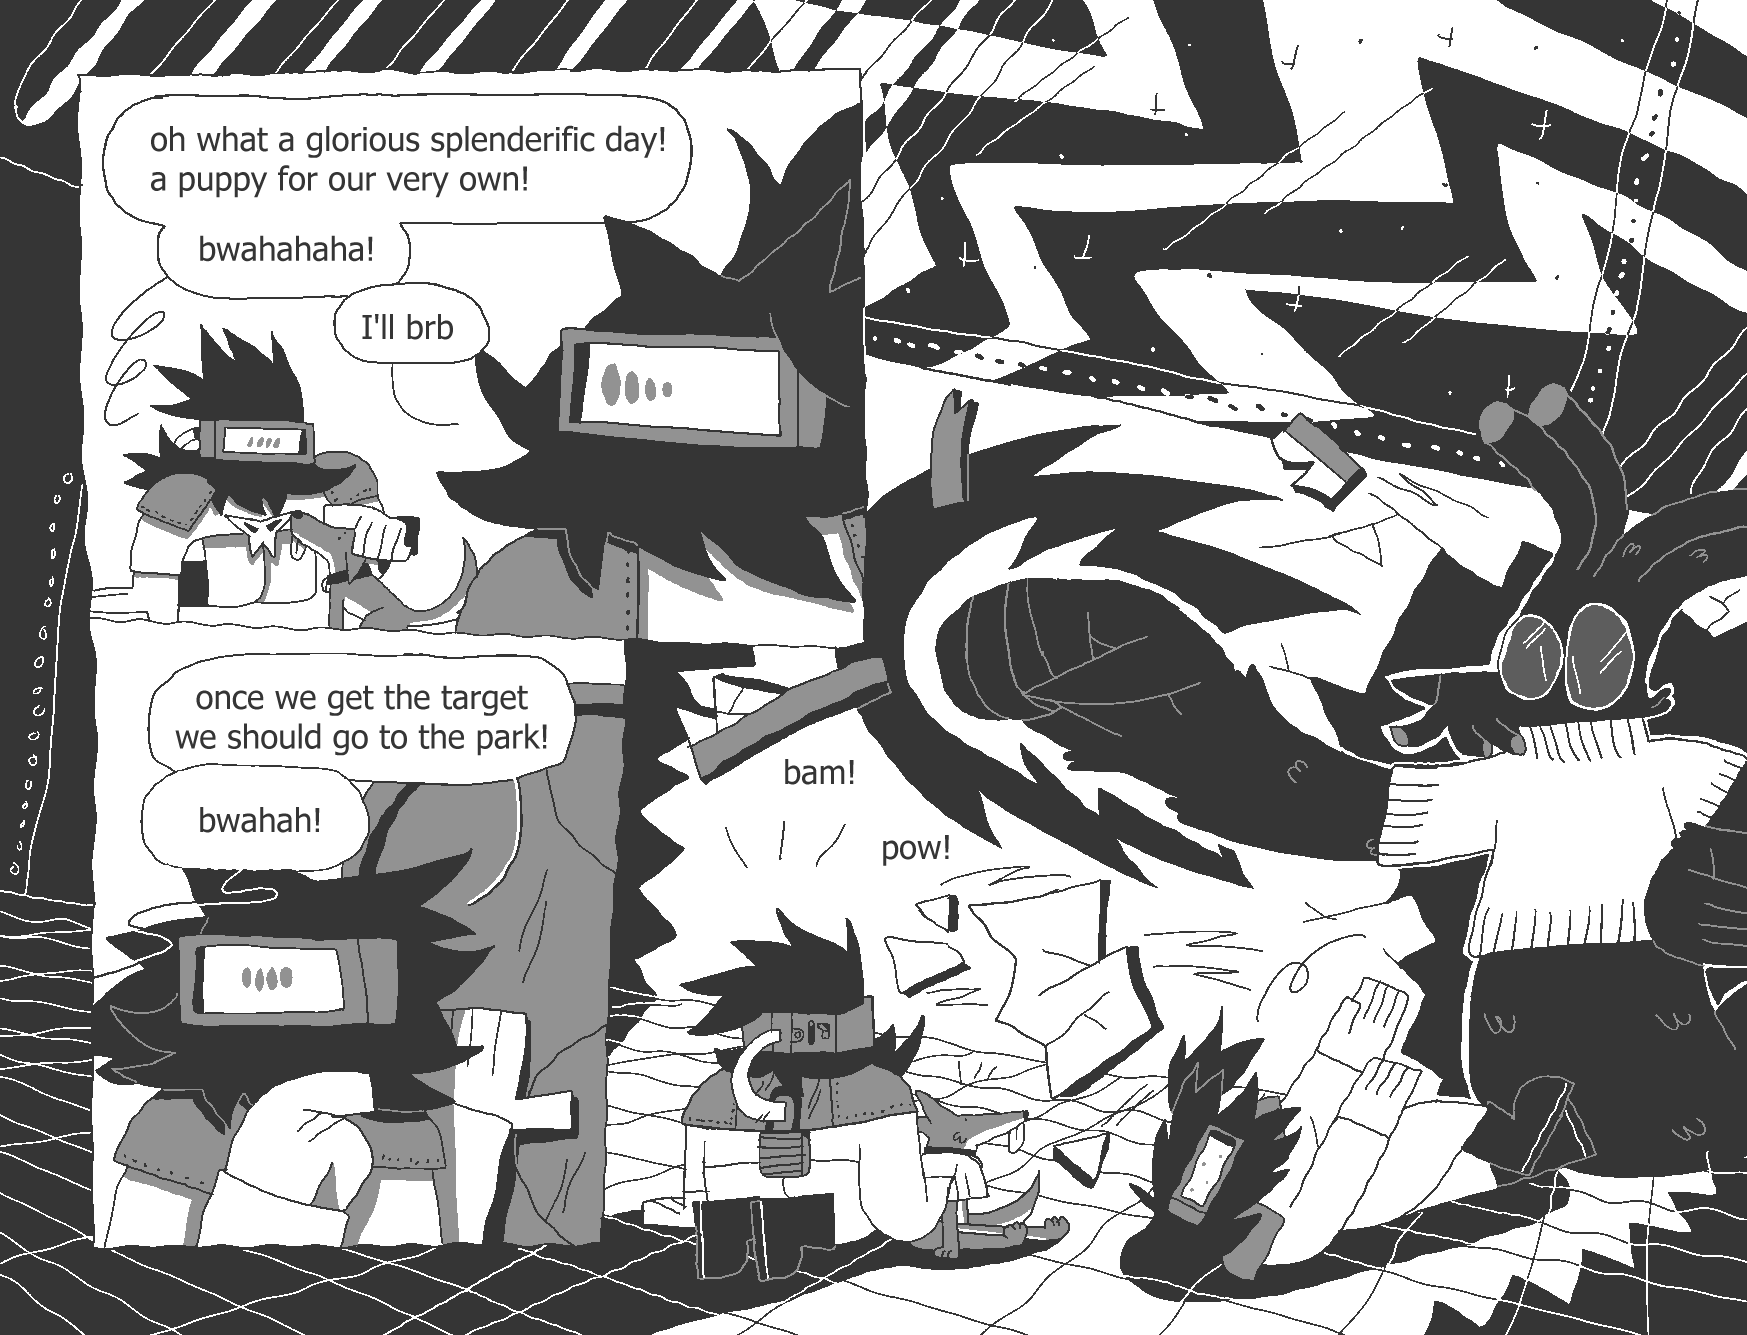 oh what a glorious splenderific day!
a puppy for our very own!
bwahahaha!
I'll brb
once we get the target
we should go to the park!
bwahah!
bam!
pow!